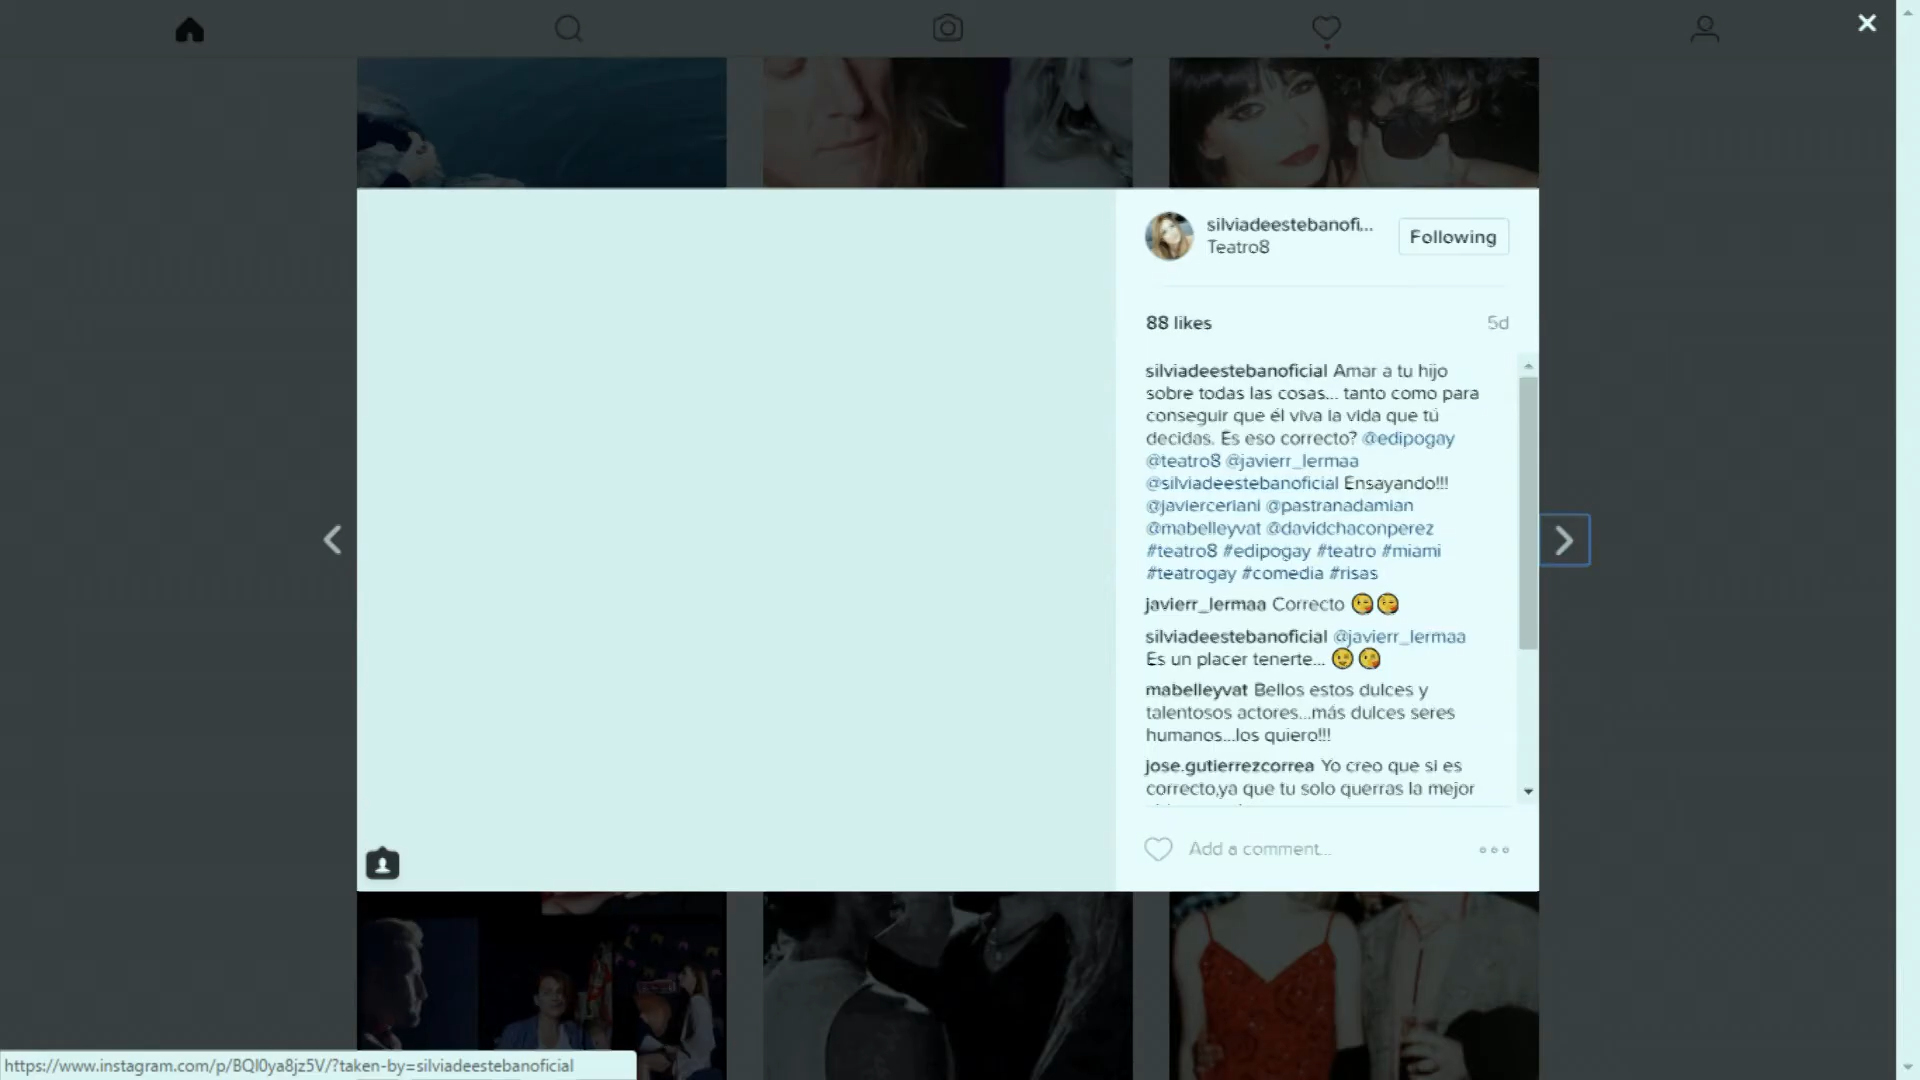 silviadeestebanofi...
Teatro8
Following
88 likes
5d
silviadeestebanoficial Amar a tu hijo
sobre todas las cosas... tanto como para
conseguir que él viva la vida que tú
decidas. Es eso correcto? @edipogay
@teatro8 @javierr_lermaa
@silviadeestebanoficial Ensayando!!!
@javierceriani @pastranadamian
@mabelleyvat @davidchaconperez
#teatro8 #edipogay #teatro #miami
#teatrogay #comedia #risas
javierr_lermaa Correcto 😋😋
silviadeestebanoficial @javierr_lermaa
Es un placer tenerte... 😉😘
mabelleyvat Bellos estos dulces y
talentosos actores...más dulces seres
humanos...los quiero!!!
jose.gutierrezcorrea Yo creo que si es
correcto,ya que tu solo querras la mejor
Add a comment...
https://www.instagram.com/p/BQI0ya8jz5V/?taken-by=silviadeestebanoficial